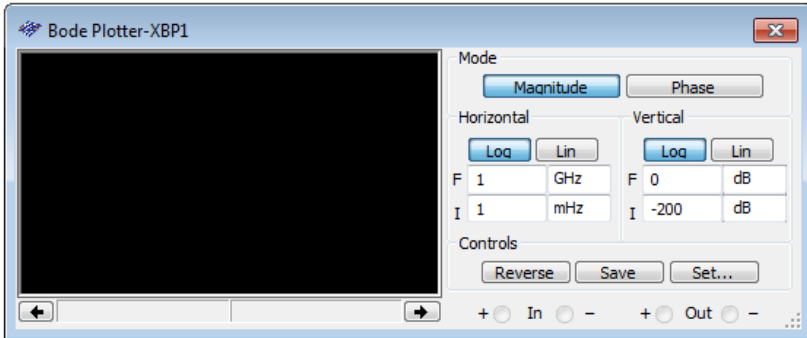 Bode Plotter-XBP1
Mode
Magnitude Phase
Horizontal Vertical
Log Lin Log Lin
F 1 GHz F 0 dB
I 1 mHz I -200 dB
Controls
Reverse Save Set...
+ In - + Out -